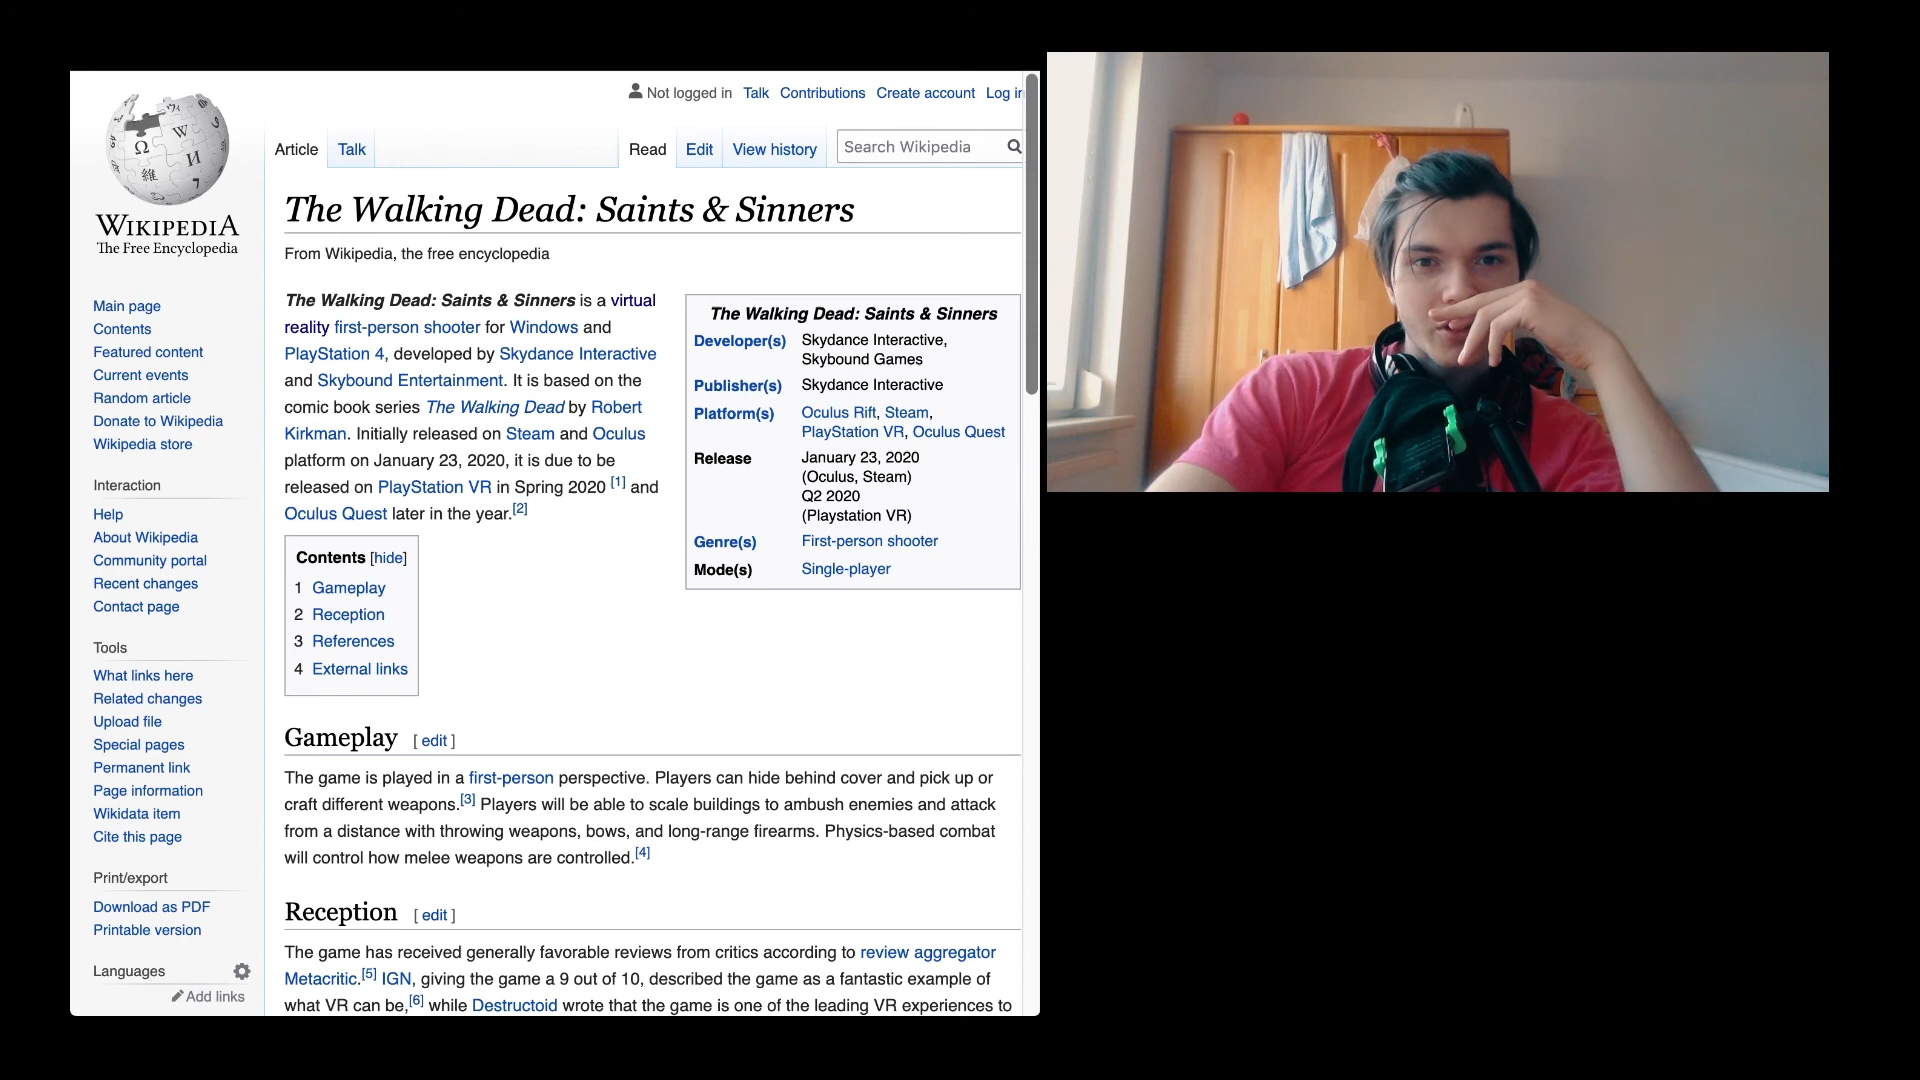 Not logged in Talk Contributions Create account Log in
Article Talk Read Edit View history Search Wikipedia
WIKIPEDIA
The Free Encyclopedia
Main page
Contents
Featured content
Current events
Random article
Donate to Wikipedia
Wikipedia store
Interaction
Help
About Wikipedia
Community portal
Recent changes
Contact page
Tools
What links here
Related changes
Upload file
Special pages
Permanent link
Page information
Wikidata item
Cite this page
Print/export
Download as PDF
Printable version
Languages
Add links
The Walking Dead: Saints & Sinners
From Wikipedia, the free encyclopedia
The Walking Dead: Saints & Sinners is a virtual
reality first-person shooter for Windows and
PlayStation 4, developed by Skydance Interactive
and Skybound Entertainment. It is based on the
comic book series The Walking Dead by Robert
Kirkman. Initially released on Steam and Oculus
platform on January 23, 2020, it is due to be
released on PlayStation VR in Spring 2020 [1] and
Oculus Quest later in the year.[2]
The Walking Dead: Saints & Sinners
Developer(s) Skydance Interactive,
Skybound Games
Publisher(s) Skydance Interactive
Platform(s) Oculus Rift, Steam,
PlayStation VR, Oculus Quest
Release January 23, 2020
(Oculus, Steam)
Q2 2020
(Playstation VR)
Genre(s) First-person shooter
Mode(s) Single-player
Contents [hide]
1 Gameplay
2 Reception
3 References
4 External links
Gameplay [ edit ]
The game is played in a first-person perspective. Players can hide behind cover and pick up or
craft different weapons.[3] Players will be able to scale buildings to ambush enemies and attack
from a distance with throwing weapons, bows, and long-range firearms. Physics-based combat
will control how melee weapons are controlled.[4]
Reception [ edit ]
The game has received generally favorable reviews from critics according to review aggregator
Metacritic.[5] IGN, giving the game a 9 out of 10, described the game as a fantastic example of
what VR can be,[6] while Destructoid wrote that the game is one of the leading VR experiences to